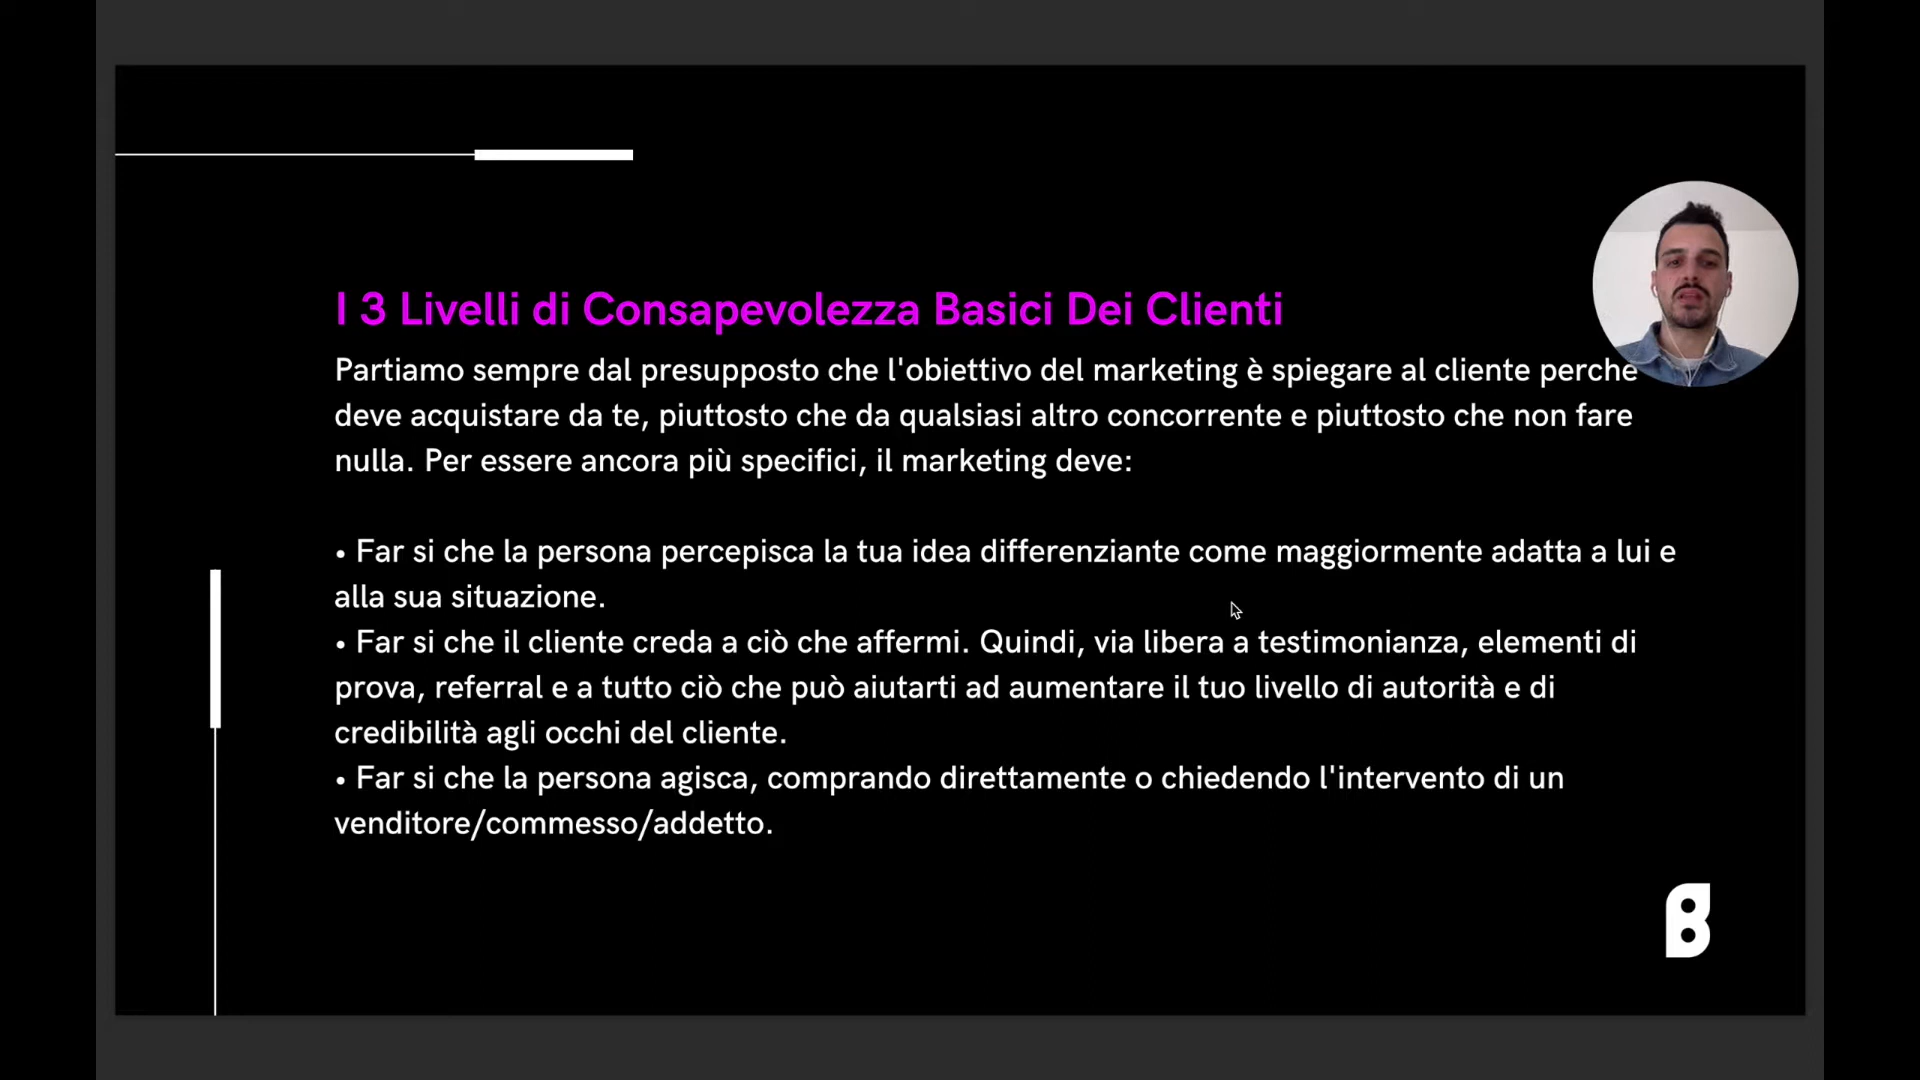 I 3 Livelli di Consapevolezza Basici Dei Clienti
Partiamo sempre dal presupposto che l'obiettivo del marketing è spiegare al cliente perché
deve acquistare da te, piuttosto che da qualsiasi altro concorrente e piuttosto che non fare
nulla. Per essere ancora più specifici, il marketing deve:
• Far si che la persona percepisca la tua idea differenziante come maggiormente adatta a lui e
alla sua situazione.
• Far si che il cliente creda a ciò che affermi. Quindi, via libera a testimonianza, elementi di
prova, referral e a tutto ciò che può aiutarti ad aumentare il tuo livello di autorità e di
credibilità agli occhi del cliente.
• Far si che la persona agisca, comprando direttamente o chiedendo l'intervento di un
venditore/commesso/addetto.
B